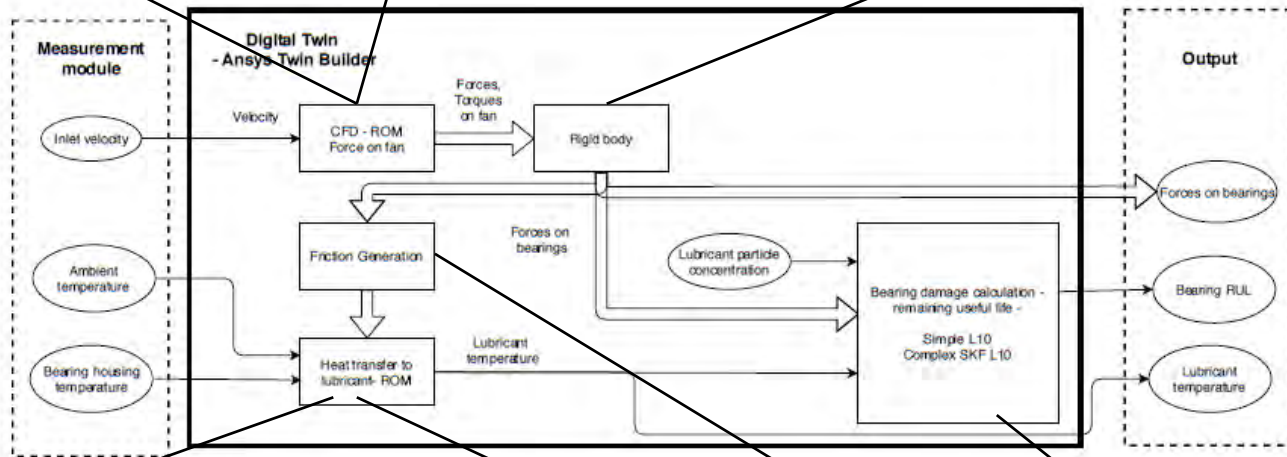 Measurement
module
Inlet velocity
Ambient
temperature
Bearing housing
temperature
Digital Twin
- Ansys Twin Builder
Velocity
CFD - ROM
Force on fan
Forces,
Torques
on fan
Rigid body
Friction Generation
Forces on
bearings
Lubricant particle
concentration
Heat transfer to
lubricant- ROM
Lubricant
temperature
Bearing damage calculation -
remaining useful life -
Simple L10
Complex SKF L10
Output
Forces on bearings
Bearing RUL
Lubricant
temperature